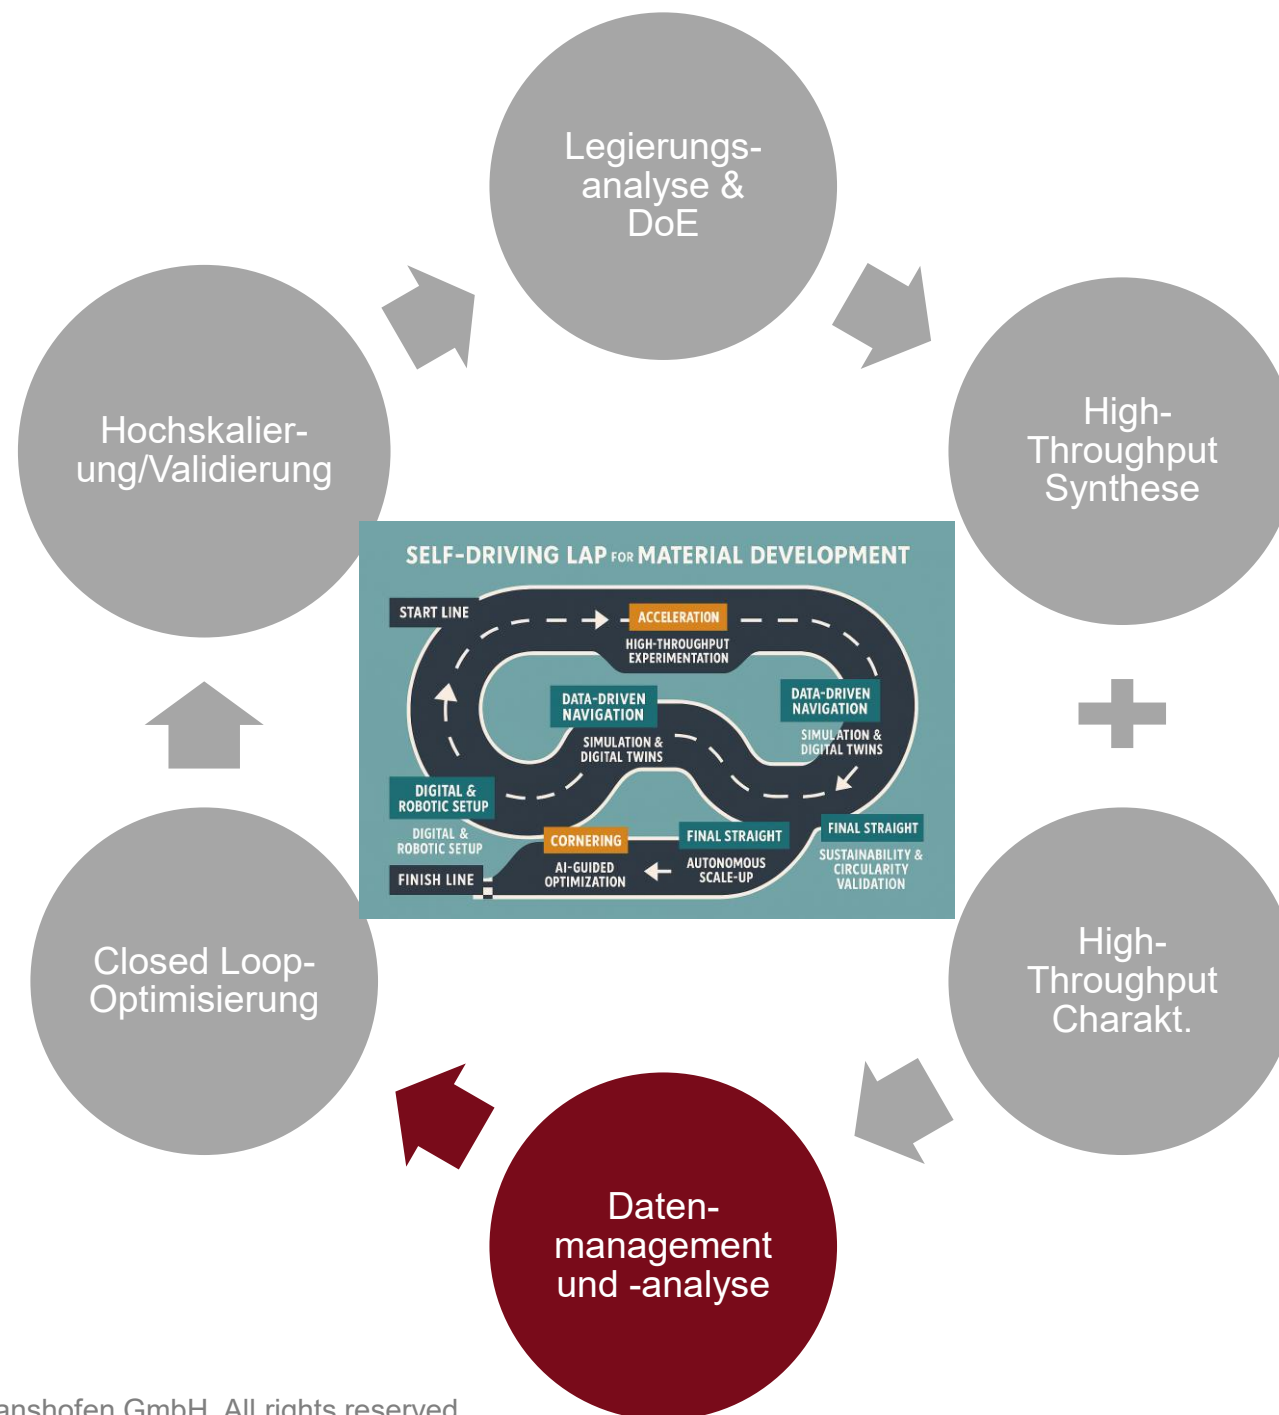 Legierungs-
analyse &
DoE
High-
Throughput
Synthese
High-
Throughput
Charakt.
Daten-
management
und -analyse
Closed Loop-
Optimisierung
Hochskalier-
ung/Validierung
SELF-DRIVING LAP FOR MATERIAL DEVELOPMENT
START LINE
ACCELERATION
HIGH-THROUGHPUT
EXPERIMENTATION
DATA-DRIVEN
NAVIGATION
SIMULATION &
DIGITAL TWINS
DATA-DRIVEN
NAVIGATION
SIMULATION &
DIGITAL TWINS
DIGITAL &
ROBOTIC SETUP
DIGITAL &
ROBOTIC SETUP
CORNERING
AI-GUIDED
OPTIMIZATION
FINAL STRAIGHT
AUTONOMOUS
SCALE-UP
FINAL STRAIGHT
SUSTAINABILITY &
CIRCULARITY
VALIDATION
FINISH LINE
anshofen GmbH. All rights reserved